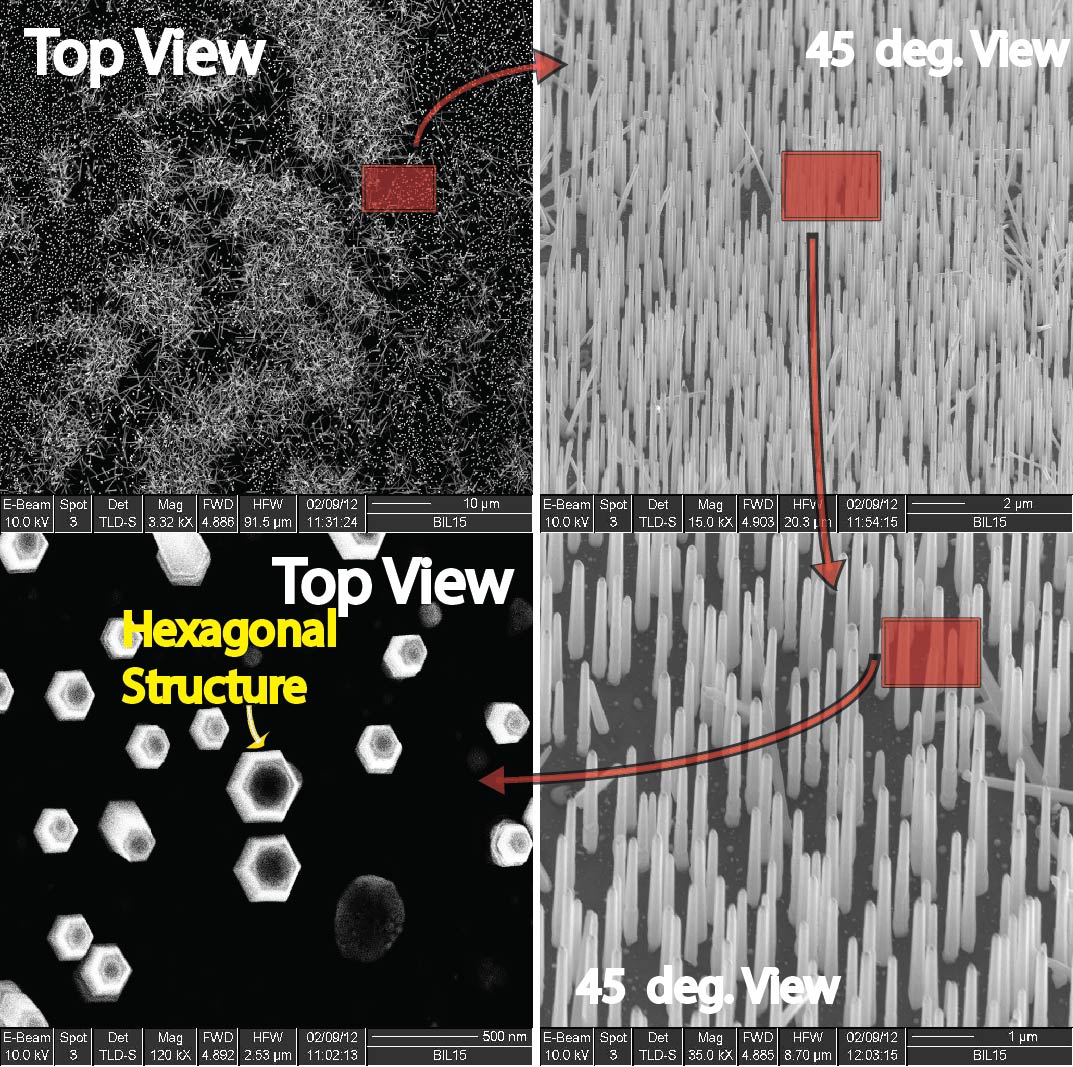 Top View
E-Beam Spot Det Mag FWD HFW 02/09/12 10 µm
10.0 kV 3 TLD-S 3.32 kX 4.886 91.5 µm 11:31:24 BIL15
45 deg. View
E-Beam Spot Det Mag FWD HFW 02/09/12 2 µm
10.0 kV 3 TLD-S 15.0 kX 4.903 20.3 µm 11:54:15 BIL15
Top View
Hexagonal
Structure
E-Beam Spot Det Mag FWD HFW 02/09/12 500 nm
10.0 kV 3 TLD-S 120 kX 4.892 2.53 µm 11:02:13 BIL15
45 deg. View
E-Beam Spot Det Mag FWD HFW 02/09/12 1 µm
10.0 kV 3 TLD-S 35.0 kX 4.885 8.70 µm 12:03:15 BIL15